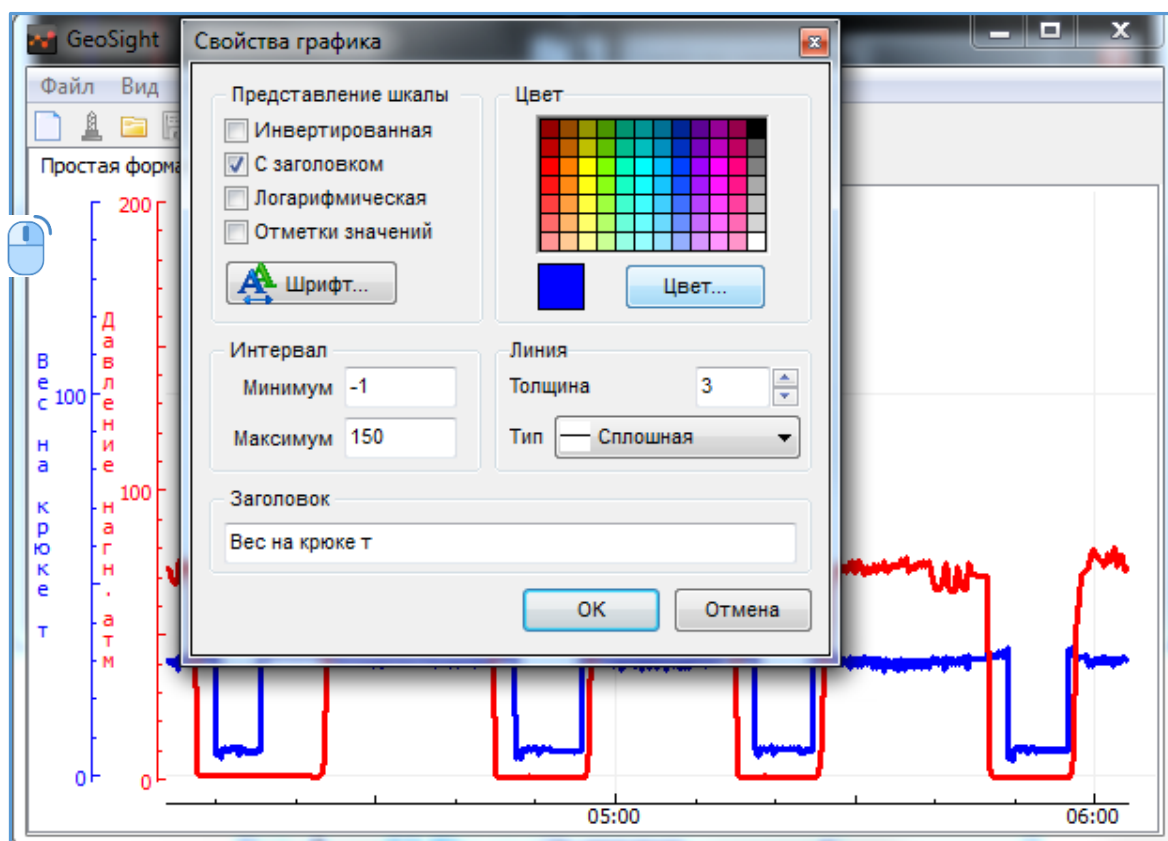 GeoSight
Свойства графика
Файл Вид
Простая форма
Представление шкалы
Инвертированная
С заголовком
Логарифмическая
Отметки значений
Шрифт...
Цвет
Цвет...
Интервал
Минимум -1
Максимум 150
Линия
Толщина 3
Тип Сплошная
Заголовок
Вес на крюке т
OK
Отмена
Вес на крюке т
100
0
Давление нагн. атм
200
100
0
05:00
06:00